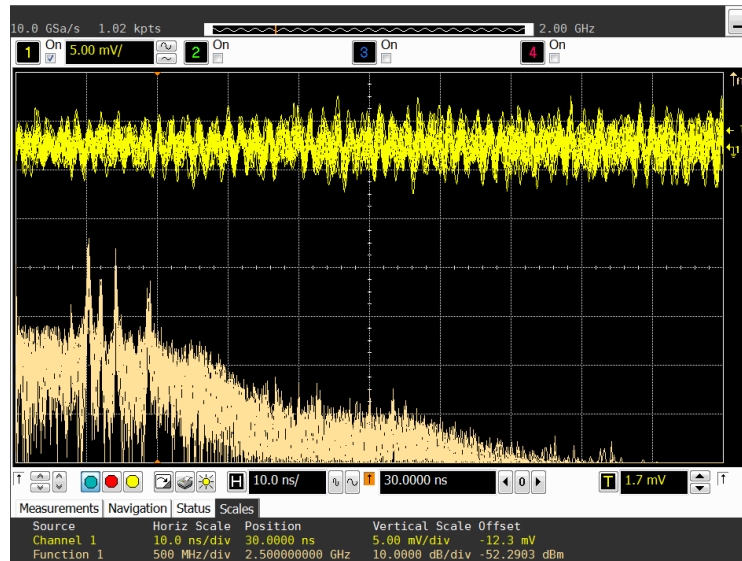 10.0 GSa/s 1.02 kpts 2.00 GHz
1 On 5.00 mV/ 2 On 3 On 4 On
H 10.0 ns/ 30.0000 ns 0 T 1.7 mV
Measurements Navigation Status Scales
Source Horiz Scale Position Vertical Scale Offset
Channel 1 10.0 ns/div 30.0000 ns 5.00 mV/div -12.3 mV
Function 1 500 MHz/div 2.500000000 GHz 10.0000 dB/div -52.2903 dBm